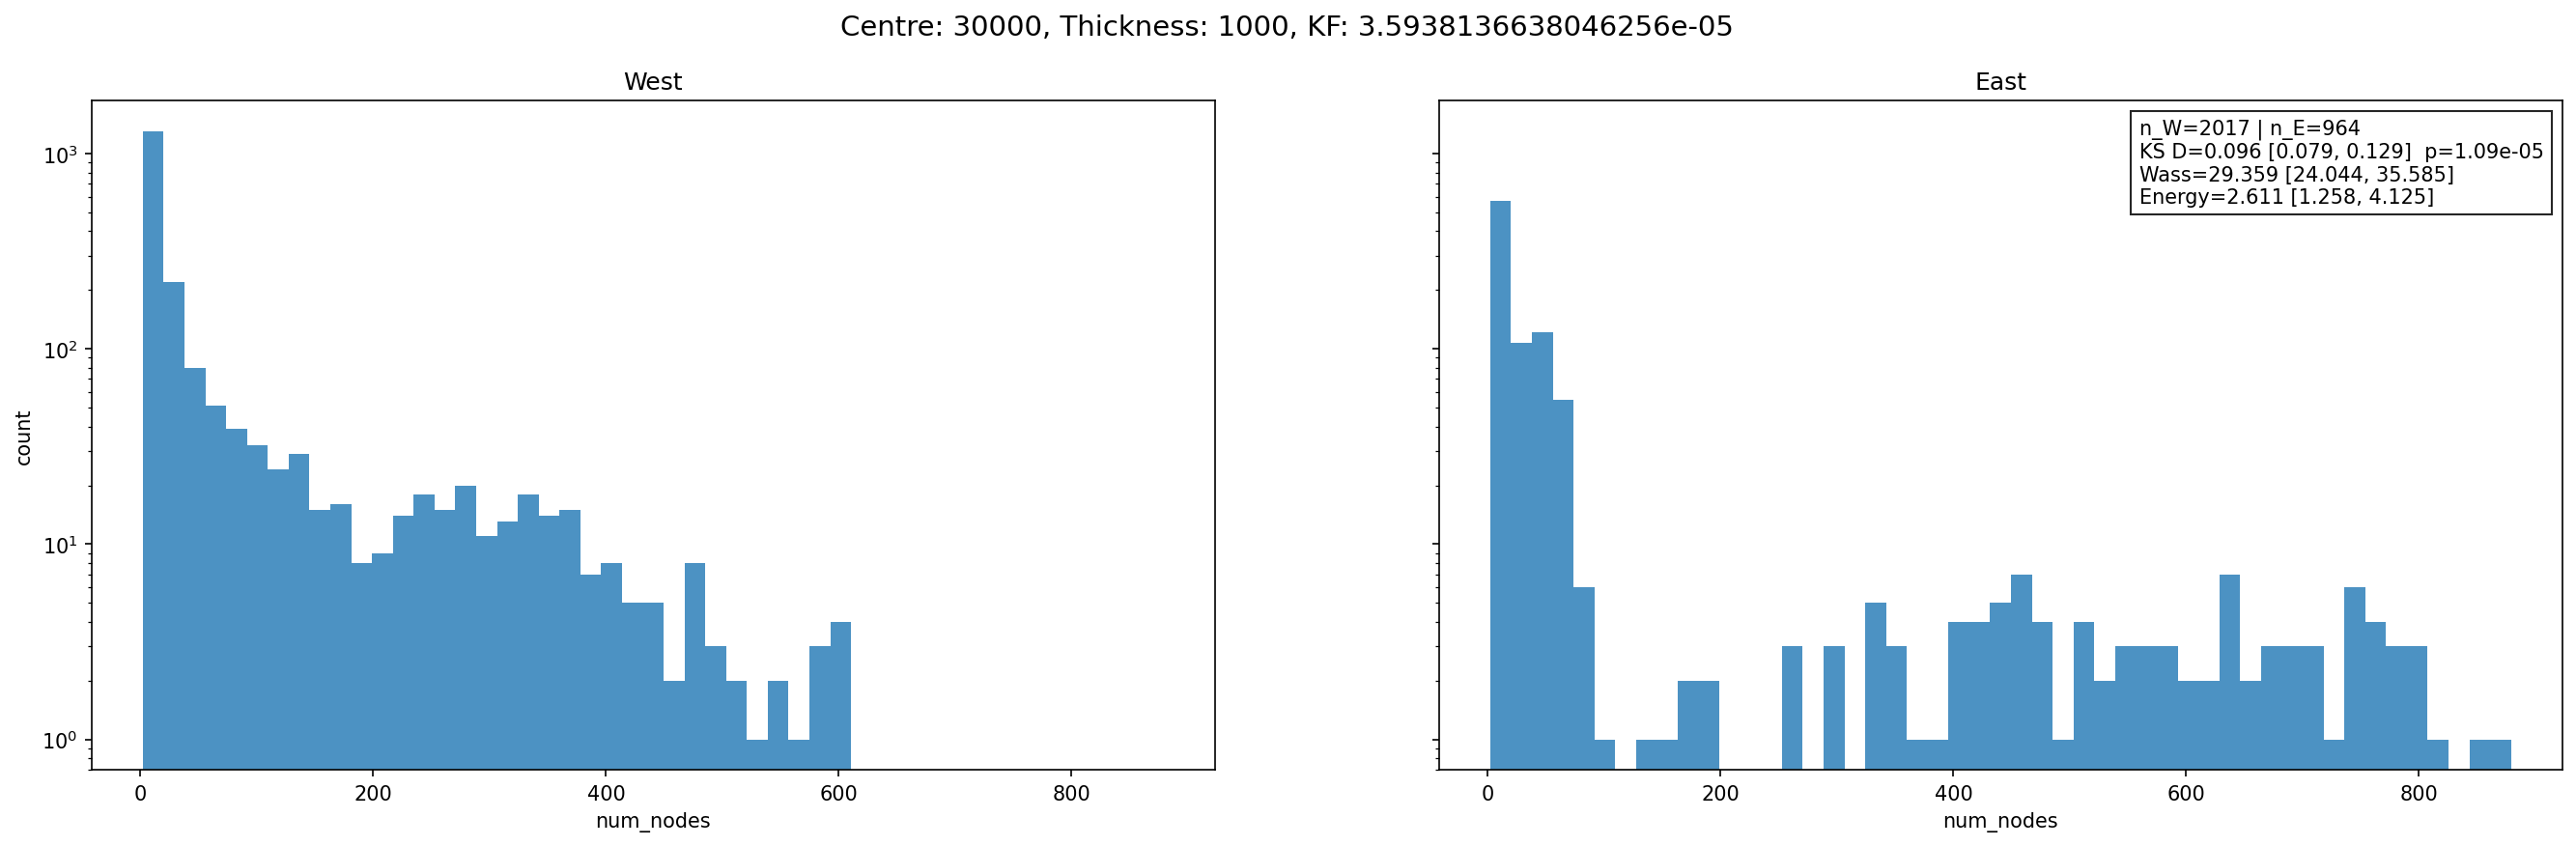 Centre: 30000, Thickness: 1000, KF: 3.5938136638046256e-05
West
count
10³
10²
10¹
10⁰
0 200 400 600 800
num_nodes
East
n_W=2017 | n_E=964
KS D=0.096 [0.079, 0.129]  p=1.09e-05
Wass=29.359 [24.044, 35.585]
Energy=2.611 [1.258, 4.125]
0 200 400 600 800
num_nodes